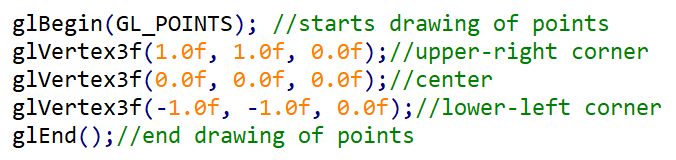 glBegin(GL_POINTS); //starts drawing of points
glVertex3f(1.0f, 1.0f, 0.0f);//upper-right corner
glVertex3f(0.0f, 0.0f, 0.0f);//center
glVertex3f(-1.0f, -1.0f, 0.0f);//lower-left corner
glEnd();//end drawing of points